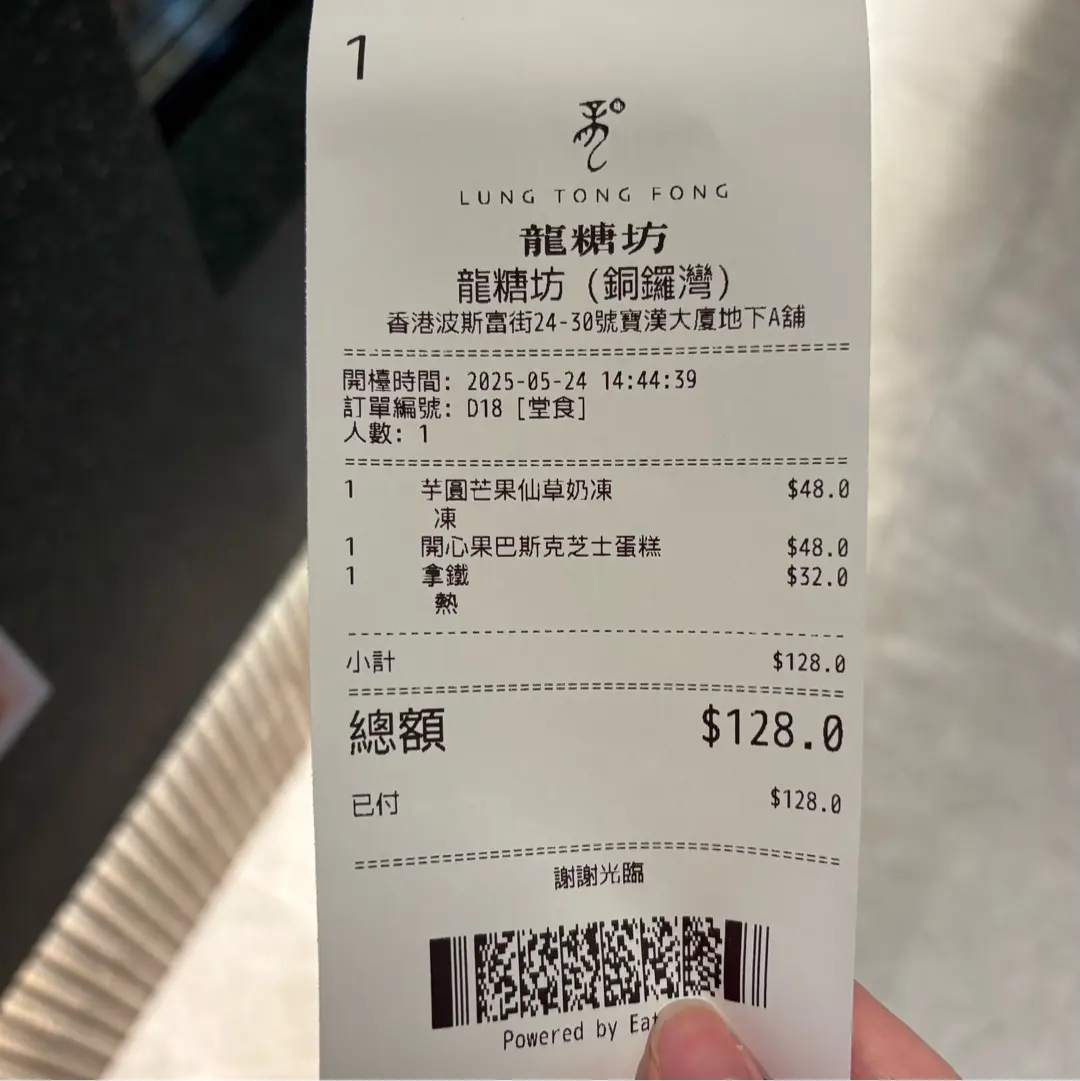 1
LUNG TONG FONG
龍糖坊
龍糖坊 (銅鑼灣)
香港波斯富街24-30號寶漢大廈地下A舖
開檯時間: 2025-05-24 14:44:39
訂單編號: D18 [堂食]
人數: 1
1 芋圓芒果仙草奶凍 $48.0
凍
1 開心果巴斯克芝士蛋糕 $48.0
1 拿鐵 $32.0
熱
小計 $128.0
總額 $128.0
已付 $128.0
謝謝光臨
Powered by